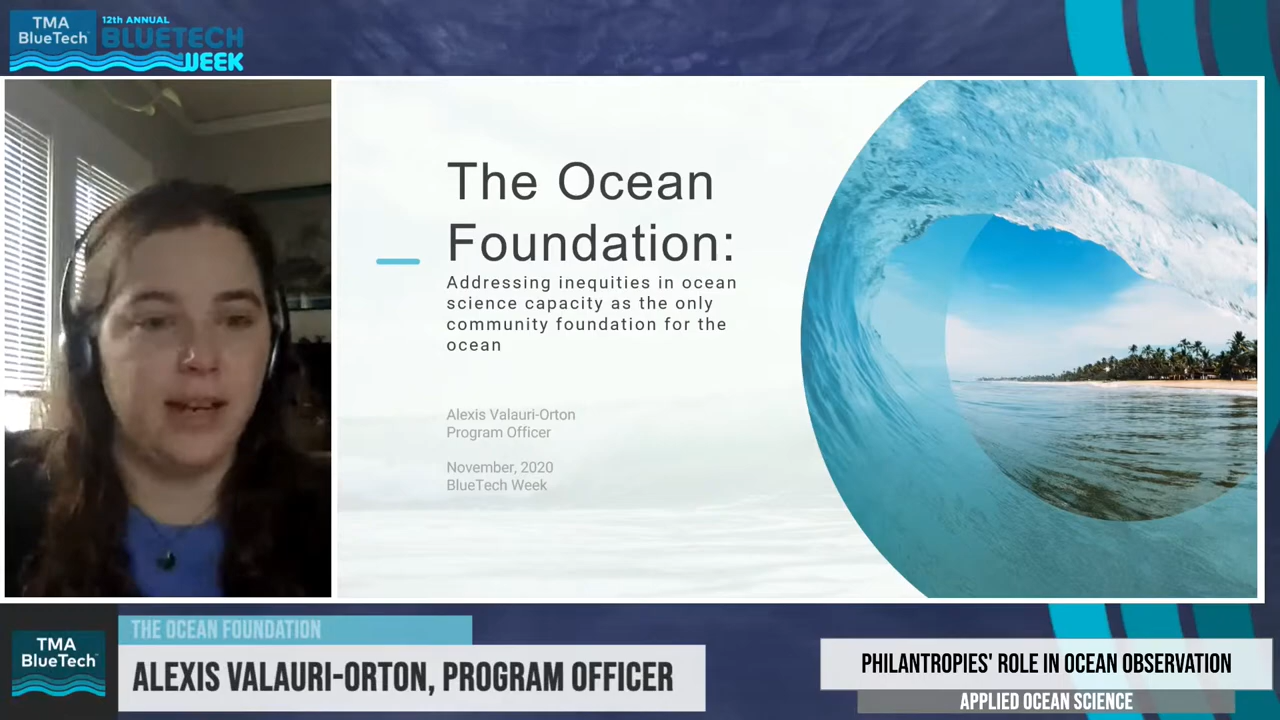 TMA
BlueTech
12th ANNUAL
BLUETECH
WEEK
The Ocean
Foundation:
Addressing inequities in ocean
science capacity as the only
community foundation for the
ocean
Alexis Valauri-Orton
Program Officer
November, 2020
BlueTech Week
TMA
BlueTech
THE OCEAN FOUNDATION
ALEXIS VALAURI-ORTON, PROGRAM OFFICER
PHILANTROPIES' ROLE IN OCEAN OBSERVATION
APPLIED OCEAN SCIENCE